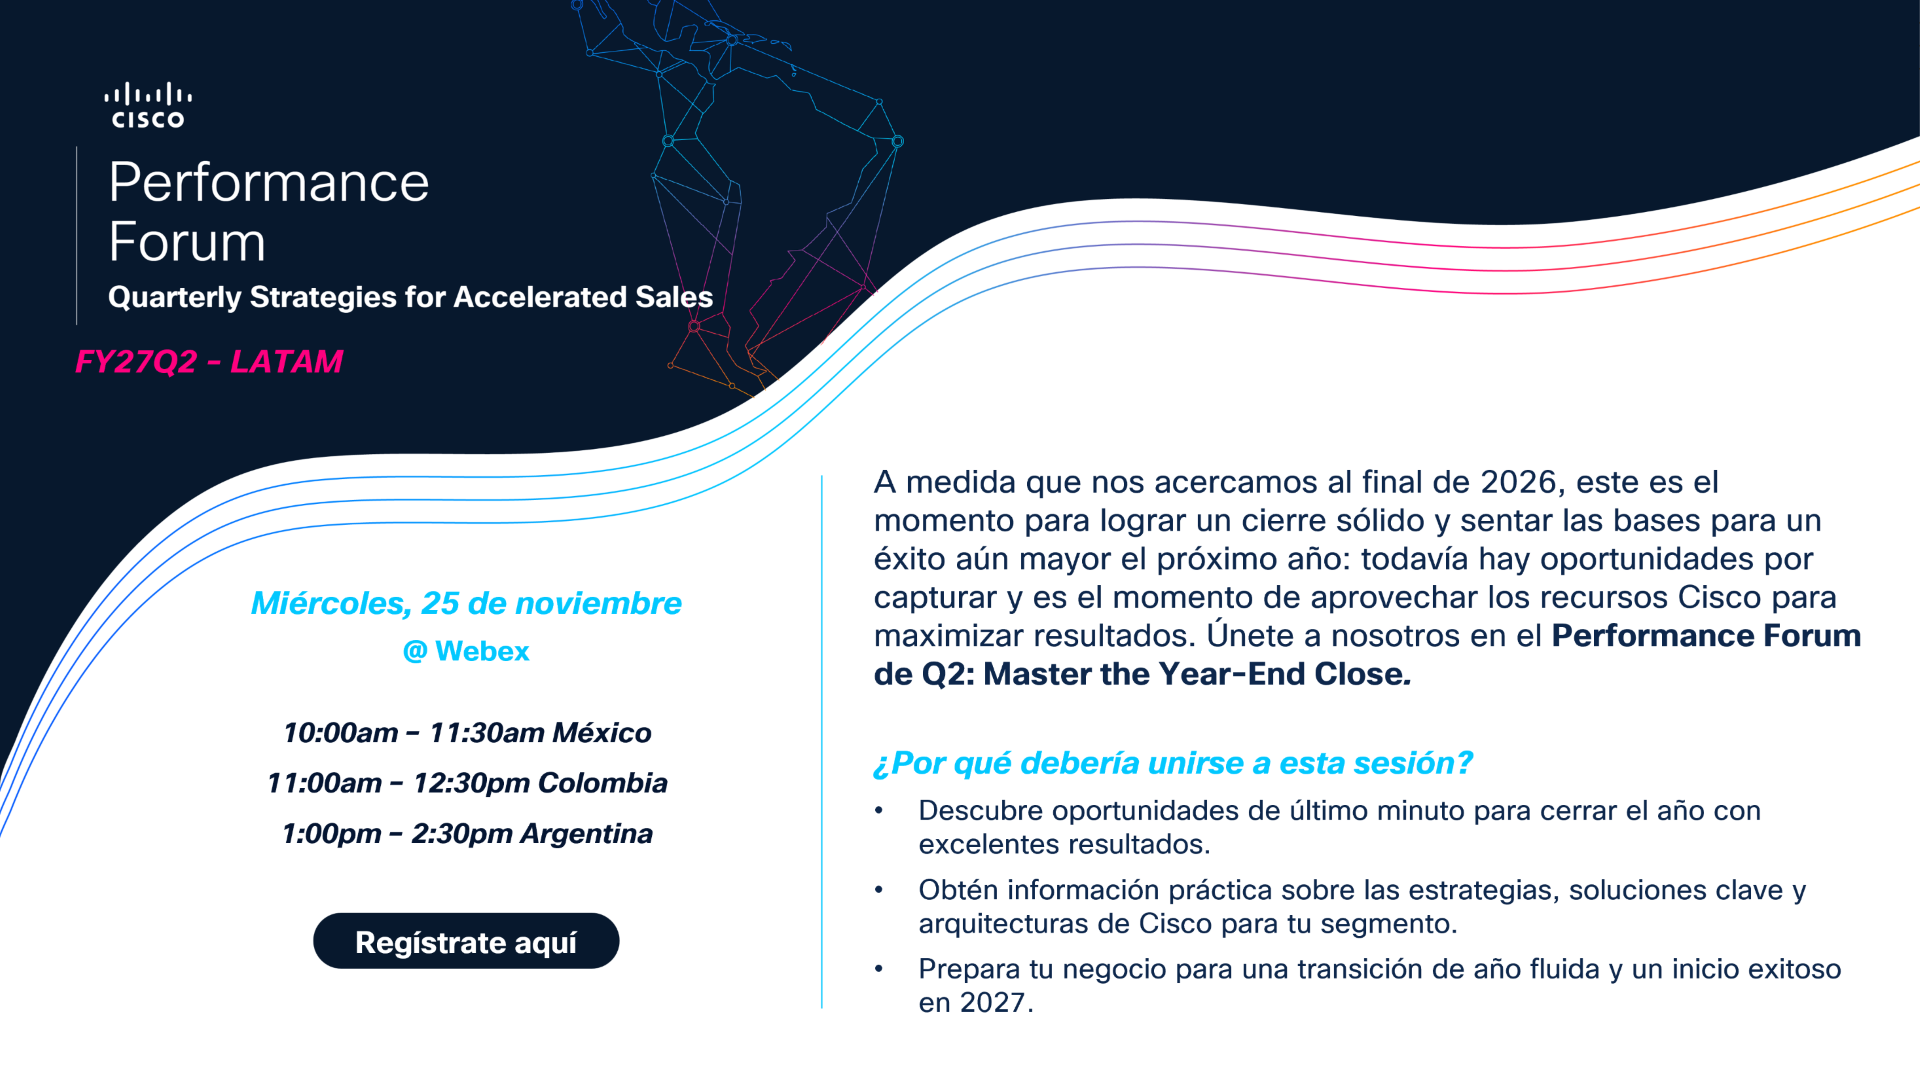 CISCO
Performance
Forum
Quarterly Strategies for Accelerated Sales
FY27Q2 – LATAM
Miércoles, 25 de noviembre
@ Webex
10:00am – 11:30am México
11:00am – 12:30pm Colombia
1:00pm – 2:30pm Argentina
Regístrate aquí
A medida que nos acercamos al final de 2026, este es el
momento para lograr un cierre sólido y sentar las bases para un
éxito aún mayor el próximo año: todavía hay oportunidades por
capturar y es el momento de aprovechar los recursos Cisco para
maximizar resultados. Únete a nosotros en el Performance Forum
de Q2: Master the Year-End Close.
¿Por qué debería unirse a esta sesión?
• Descubre oportunidades de último minuto para cerrar el año con
excelentes resultados.
• Obtén información práctica sobre las estrategias, soluciones clave y
arquitecturas de Cisco para tu segmento.
• Prepara tu negocio para una transición de año fluida y un inicio exitoso
en 2027.